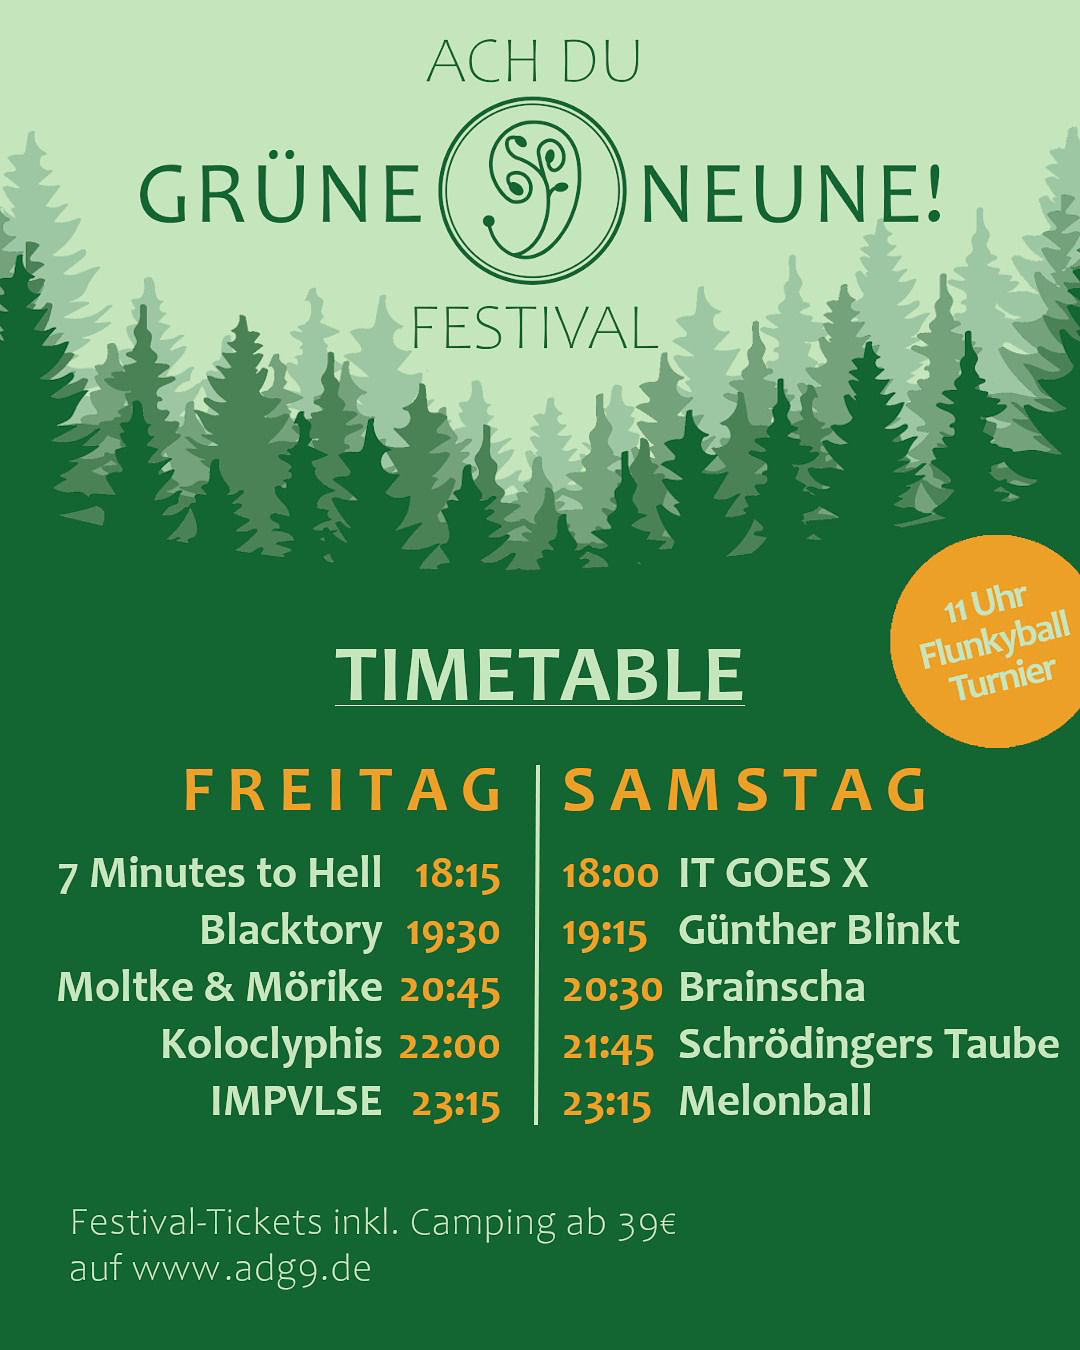 ACH DU
GRÜNE NEUNE!
FESTIVAL
11 Uhr
Flunkyball
Turnier
TIMETABLE
FREITAG
7 Minutes to Hell 18:15
Blacktory 19:30
Moltke & Mörike 20:45
Koloclyphis 22:00
IMPVLSE 23:15
SAMSTAG
18:00 IT GOES X
19:15 Günther Blinkt
20:30 Brainscha
21:45 Schrödingers Taube
23:15 Melonball
Festival-Tickets inkl. Camping ab 39€
auf www.adg9.de